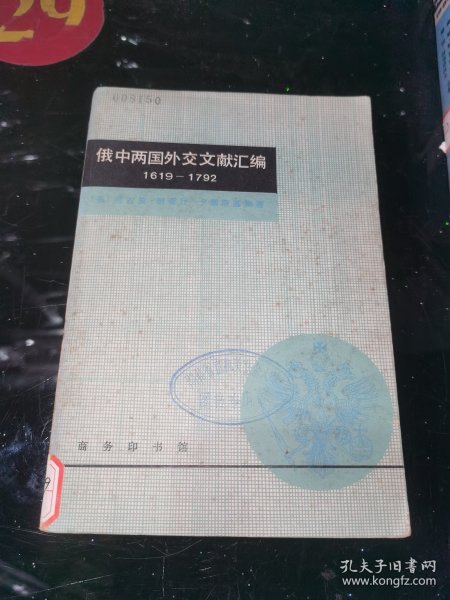 29
008150
俄中两国外交文献汇编
1619－1792
商务印书馆
9
孔夫子旧书网
www.kongfz.com